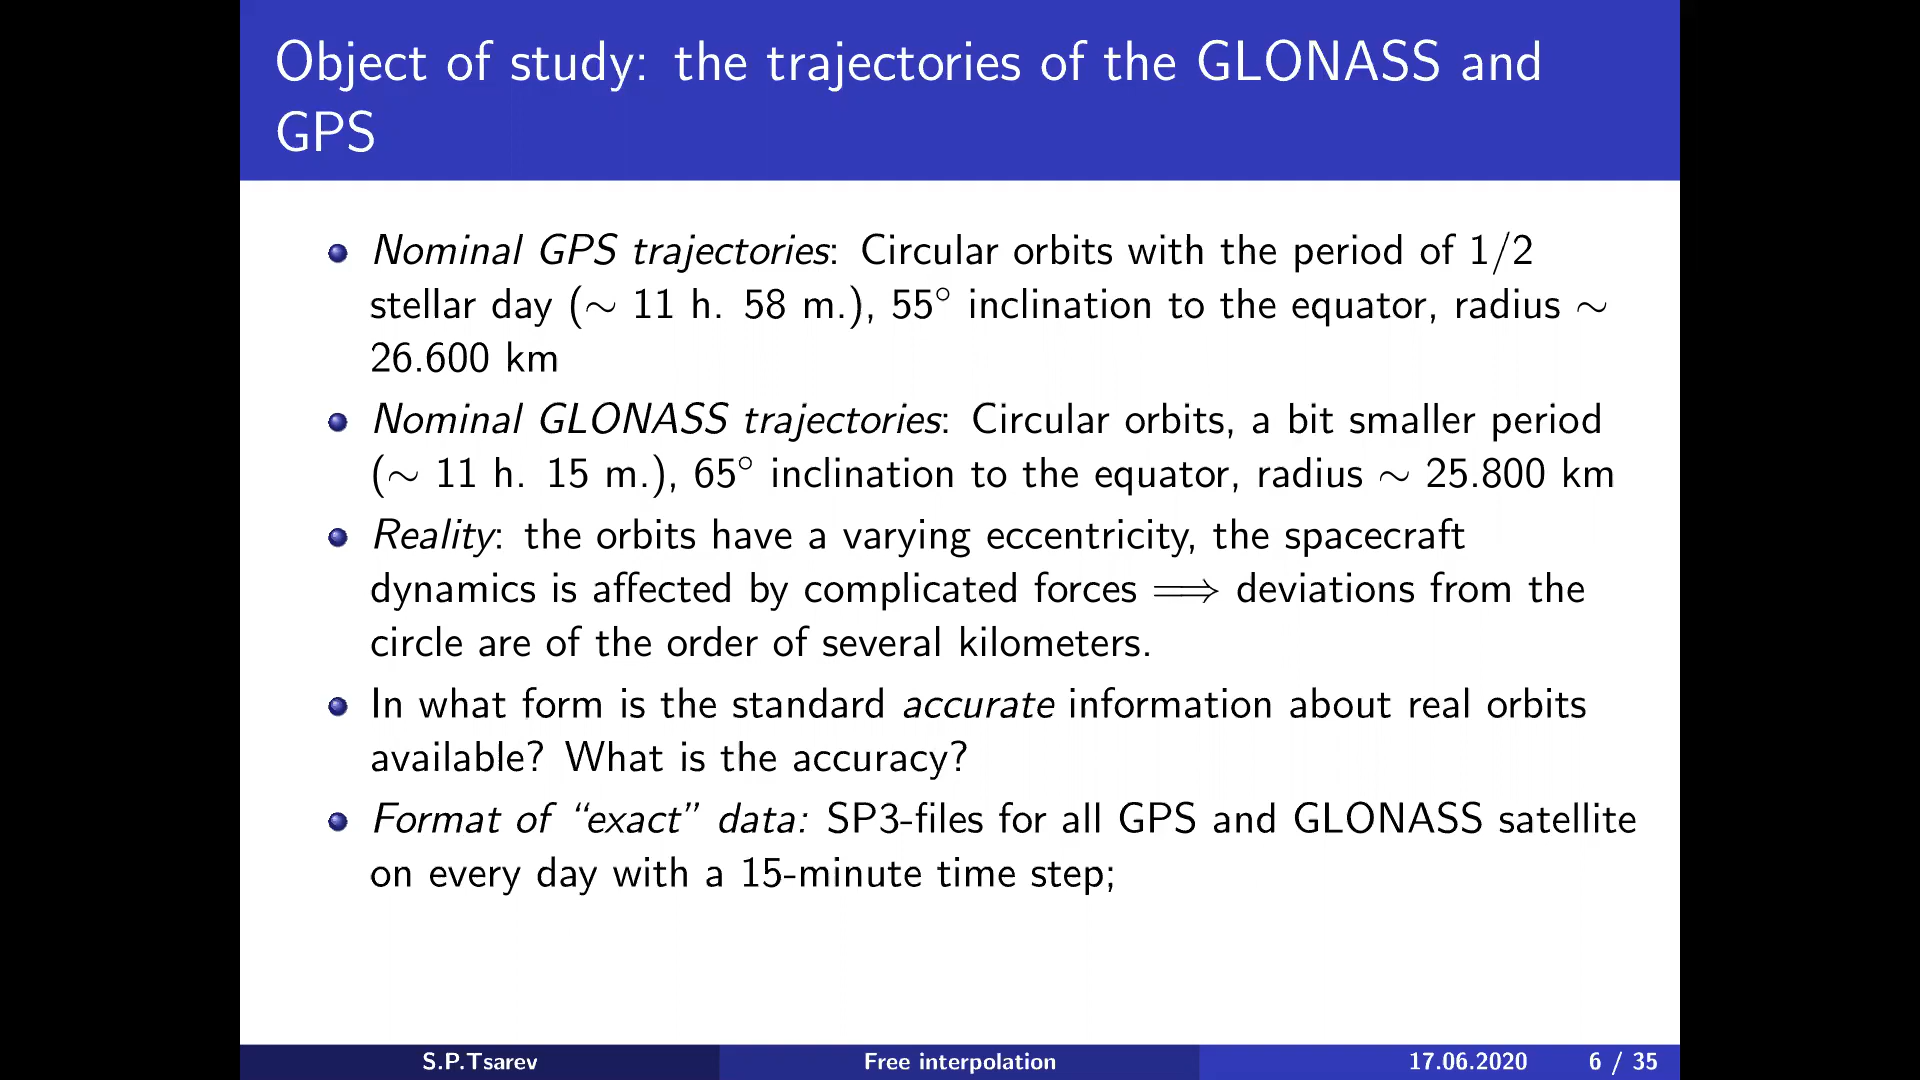 Object of study: the trajectories of the GLONASS and
GPS
Nominal GPS trajectories: Circular orbits with the period of 1/2
stellar day (∼ 11 h. 58 m.), 55° inclination to the equator, radius ∼
26.600 km
Nominal GLONASS trajectories: Circular orbits, a bit smaller period
(∼ 11 h. 15 m.), 65° inclination to the equator, radius ∼ 25.800 km
Reality: the orbits have a varying eccentricity, the spacecraft
dynamics is affected by complicated forces ⟹ deviations from the
circle are of the order of several kilometers.
In what form is the standard accurate information about real orbits
available? What is the accuracy?
Format of “exact” data: SP3-files for all GPS and GLONASS satellite
on every day with a 15-minute time step;
S.P.Tsarev Free interpolation 17.06.2020 6 / 35